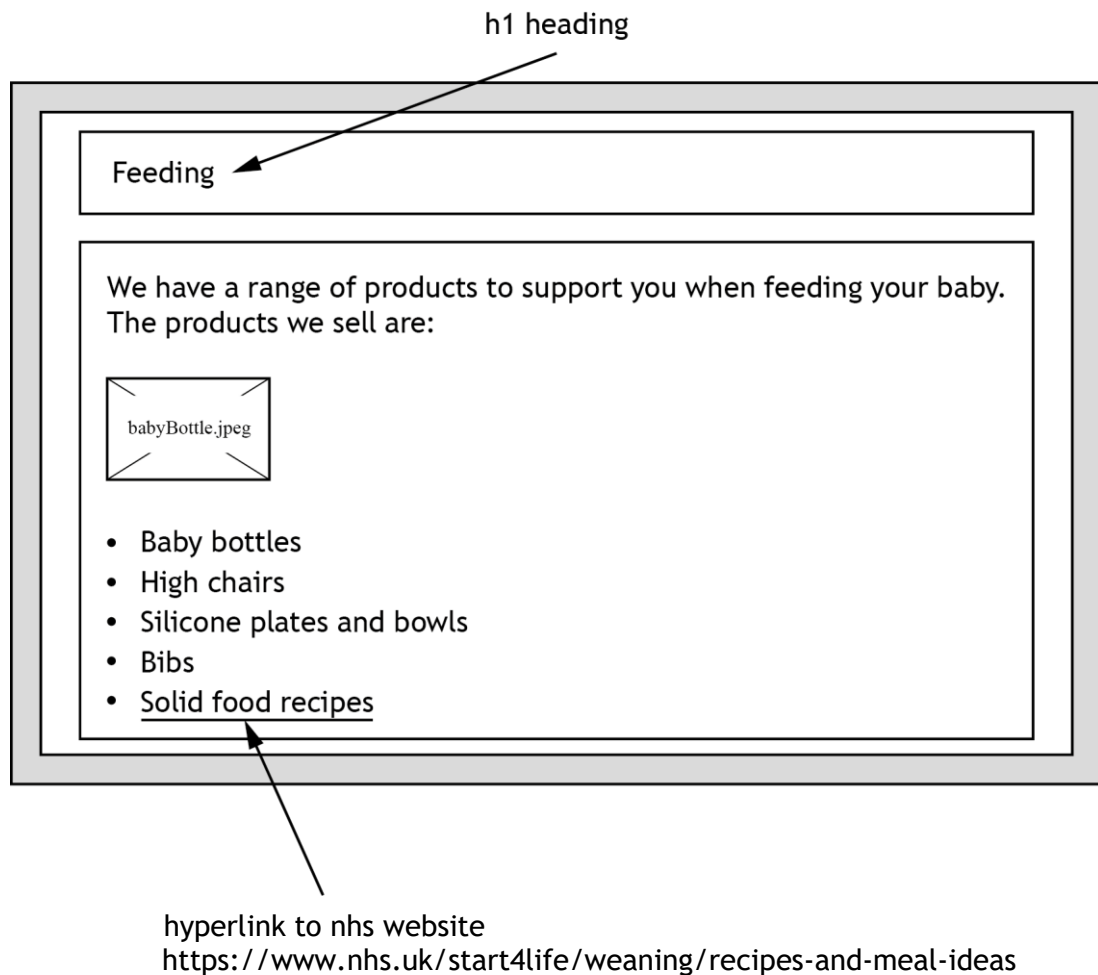 h1 heading
Feeding
We have a range of products to support you when feeding your baby.
The products we sell are:
babyBottle.jpeg
• Baby bottles
• High chairs
• Silicone plates and bowls
• Bibs
• Solid food recipes
hyperlink to nhs website
https://www.nhs.uk/start4life/weaning/recipes-and-meal-ideas